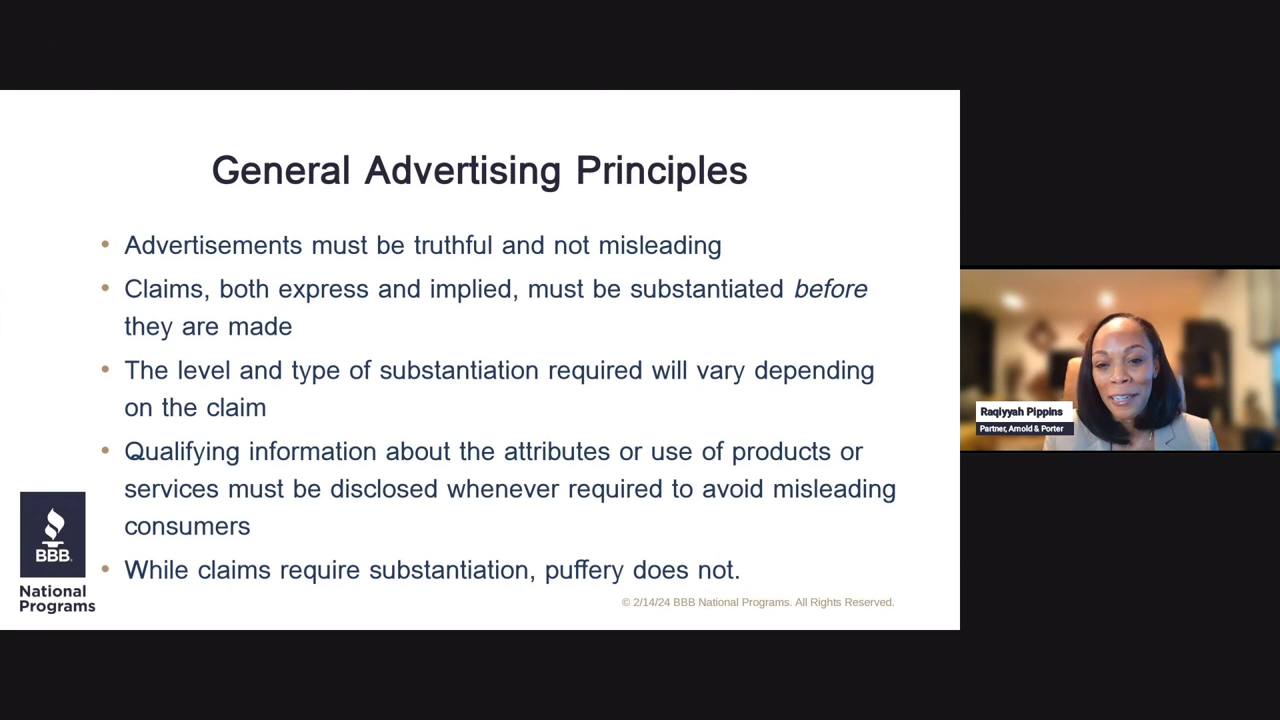 General Advertising Principles
• Advertisements must be truthful and not misleading
• Claims, both express and implied, must be substantiated before
they are made
• The level and type of substantiation required will vary depending
on the claim
• Qualifying information about the attributes or use of products or
services must be disclosed whenever required to avoid misleading
consumers
• While claims require substantiation, puffery does not.
BBB.
National
Programs
© 2/14/24 BBB National Programs. All Rights Reserved.
Raqiyyah Pippins
Partner, Arnold & Porter